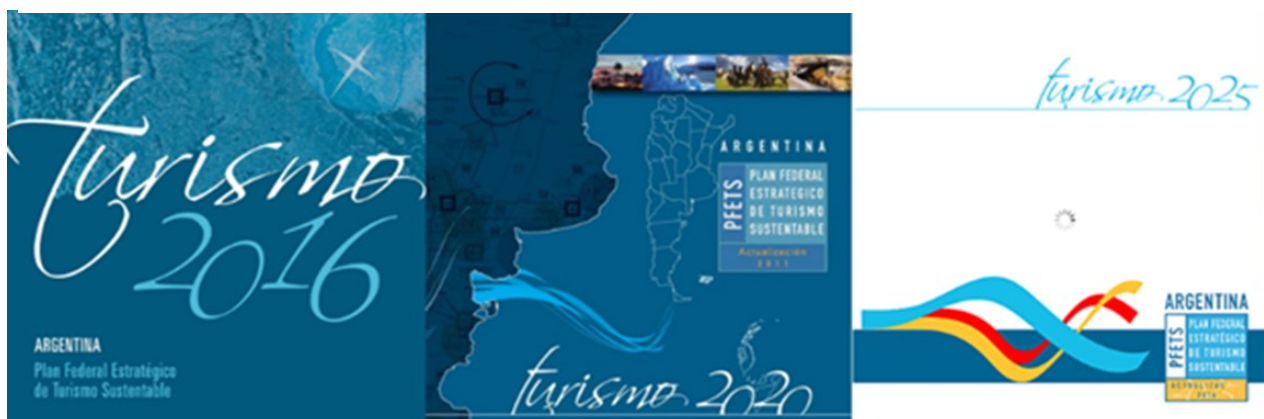 turismo
2016
ARGENTINA
Plan Federal Estratégico
de Turismo Sustentable
ARGENTINA
PFETS
PLAN FEDERAL
ESTRATEGICO
DE TURISMO
SUSTENTABLE
Actualización
2011
turismo 2020
turismo 2025
ARGENTINA
PFETS
PLAN FEDERAL
ESTRATÉGICO
DE TURISMO
SUSTENTABLE